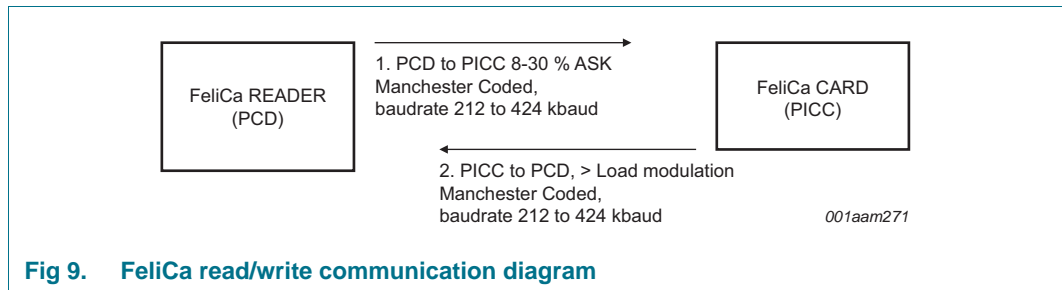 FeliCa READER
(PCD)
1. PCD to PICC 8-30 % ASK
Manchester Coded,
baudrate 212 to 424 kbaud
FeliCa CARD
(PICC)
2. PICC to PCD, > Load modulation
Manchester Coded,
baudrate 212 to 424 kbaud
001aam271
Fig 9. FeliCa read/write communication diagram